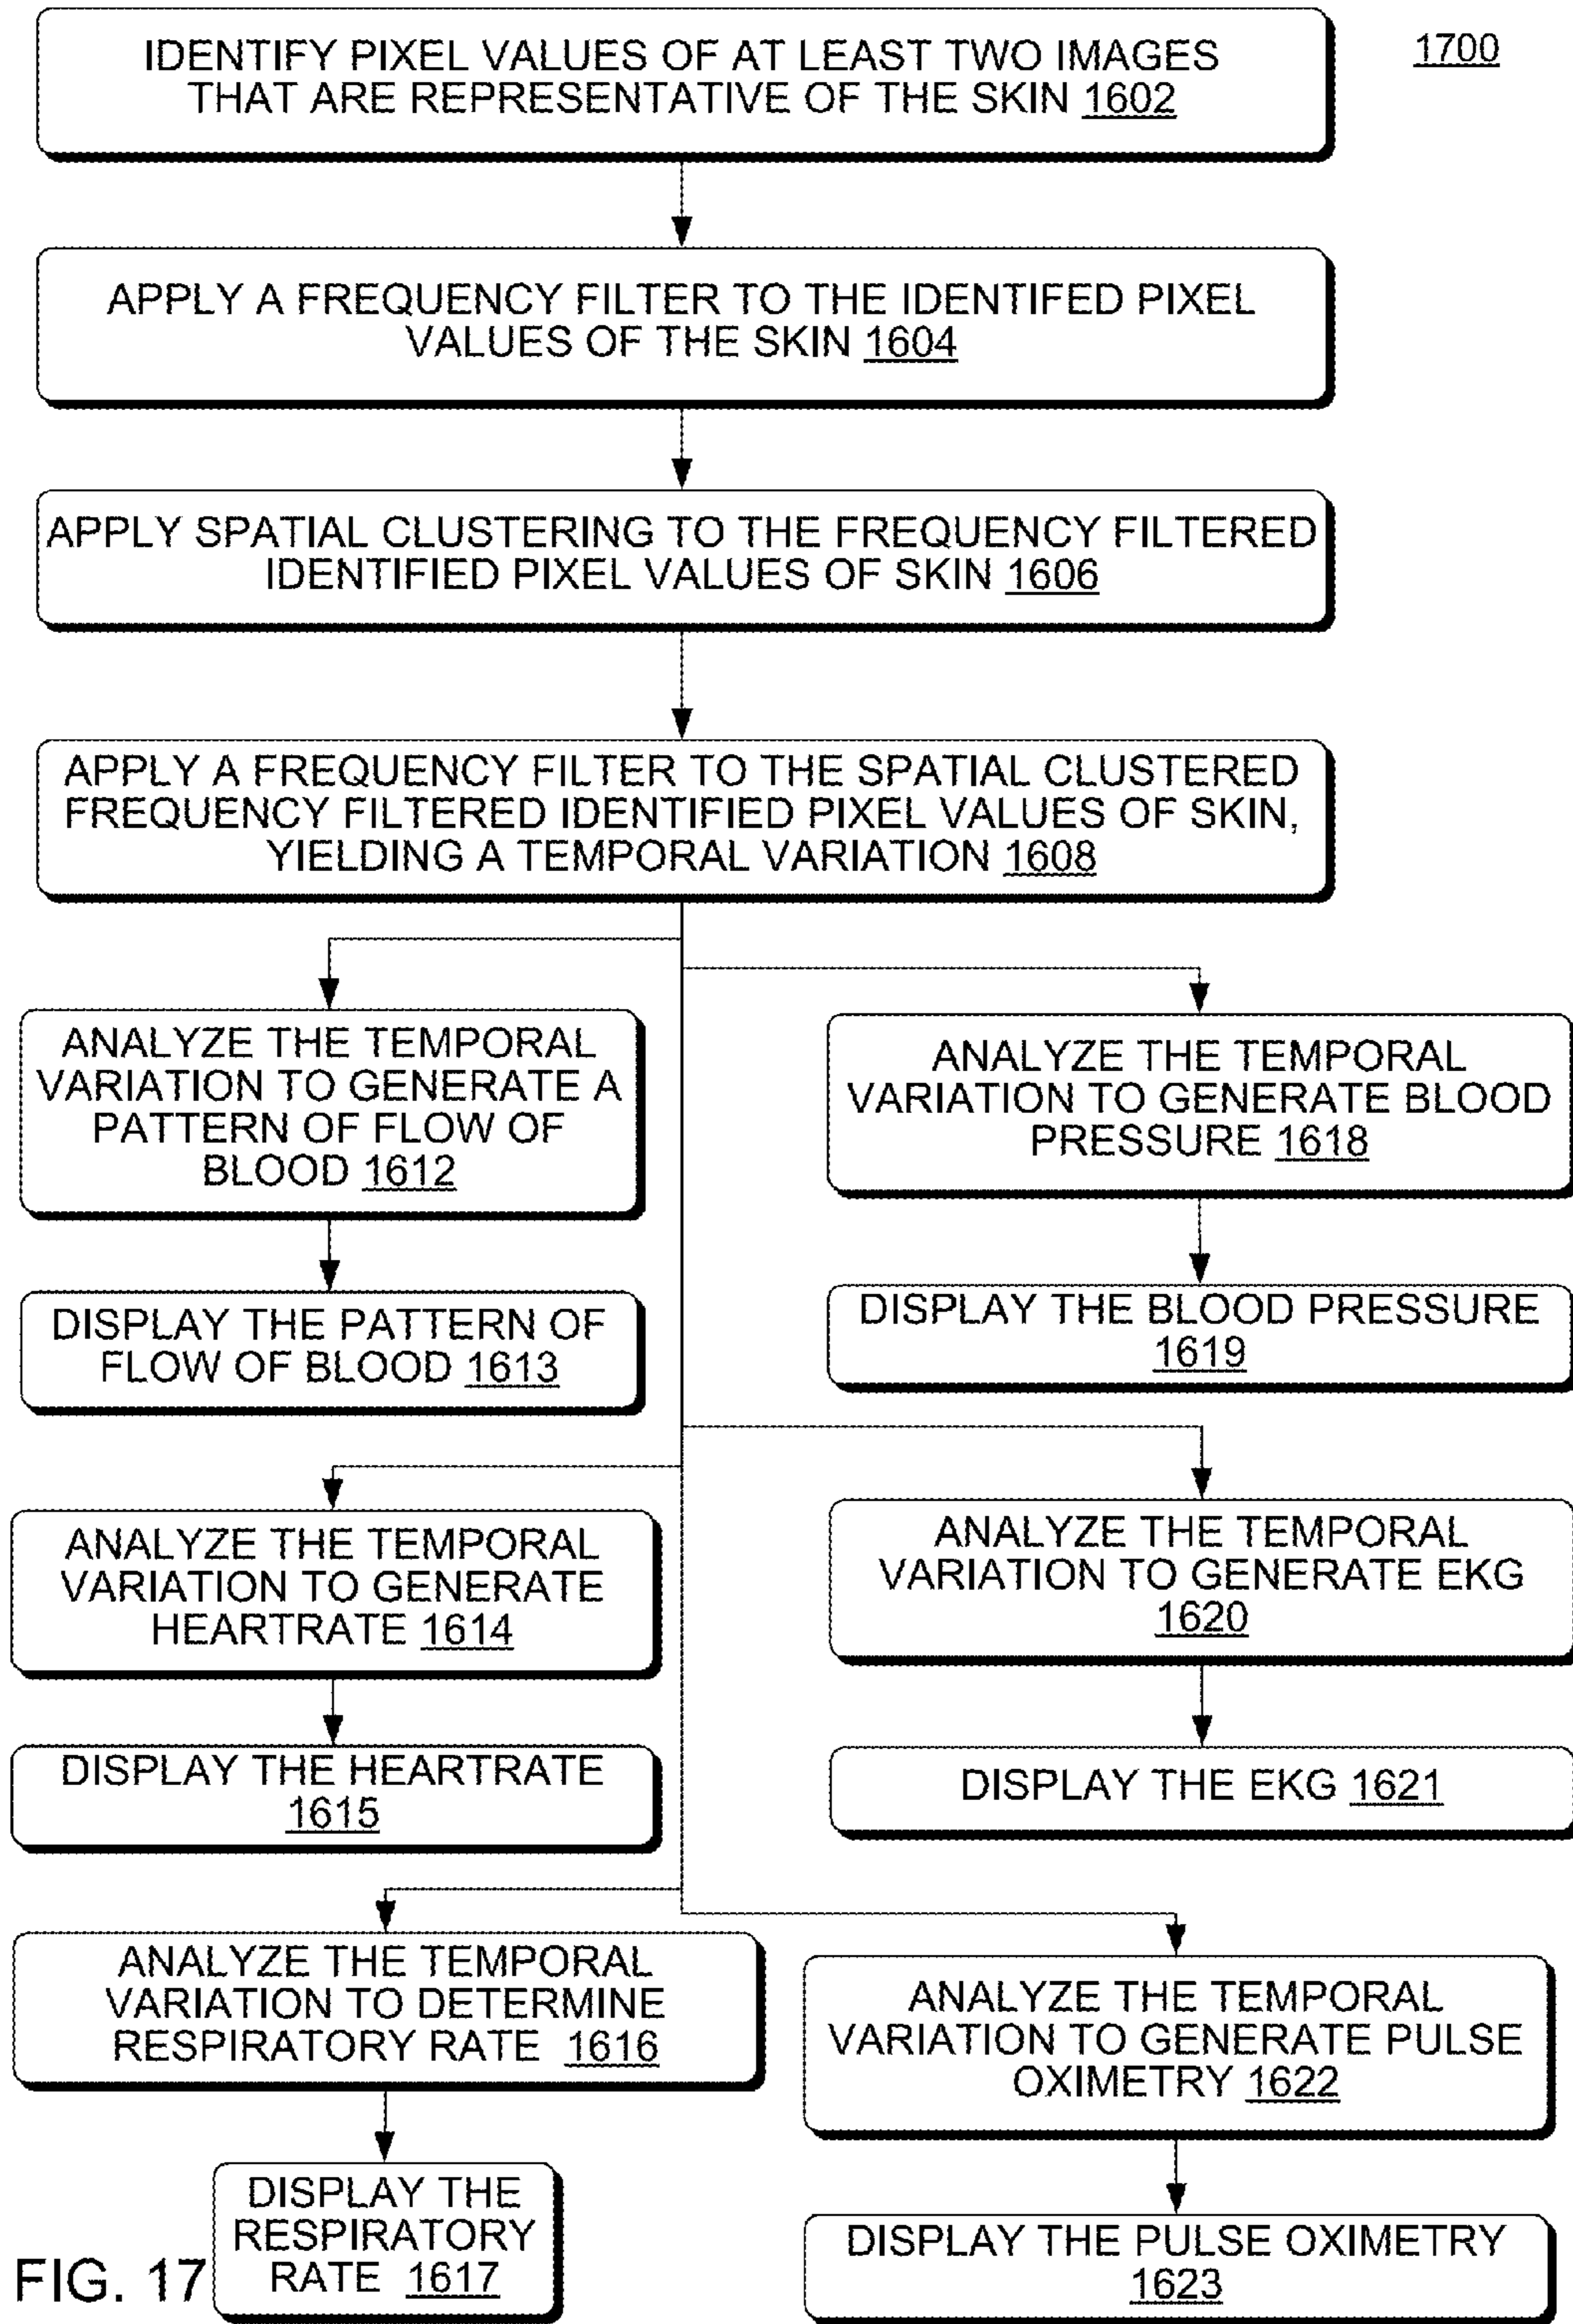 IDENTIFY PIXEL VALUES OF AT LEAST TWO IMAGES
THAT ARE REPRESENTATIVE OF THE SKIN 1602
1700
APPLY A FREQUENCY FILTER TO THE IDENTIFED PIXEL
VALUES OF THE SKIN 1604
APPLY SPATIAL CLUSTERING TO THE FREQUENCY FILTERED
IDENTIFIED PIXEL VALUES OF SKIN 1606
APPLY A FREQUENCY FILTER TO THE SPATIAL CLUSTERED
FREQUENCY FILTERED IDENTIFIED PIXEL VALUES OF SKIN,
YIELDING A TEMPORAL VARIATION 1608
ANALYZE THE TEMPORAL
VARIATION TO GENERATE A
PATTERN OF FLOW OF
BLOOD 1612
ANALYZE THE TEMPORAL
VARIATION TO GENERATE BLOOD
PRESSURE 1618
DISPLAY THE PATTERN OF
FLOW OF BLOOD 1613
DISPLAY THE BLOOD PRESSURE
1619
ANALYZE THE TEMPORAL
VARIATION TO GENERATE
HEARTRATE 1614
ANALYZE THE TEMPORAL
VARIATION TO GENERATE EKG
1620
DISPLAY THE HEARTRATE
1615
DISPLAY THE EKG 1621
ANALYZE THE TEMPORAL
VARIATION TO DETERMINE
RESPIRATORY RATE 1616
ANALYZE THE TEMPORAL
VARIATION TO GENERATE PULSE
OXIMETRY 1622
DISPLAY THE
RESPIRATORY
RATE 1617
DISPLAY THE PULSE OXIMETRY
1623
FIG. 17